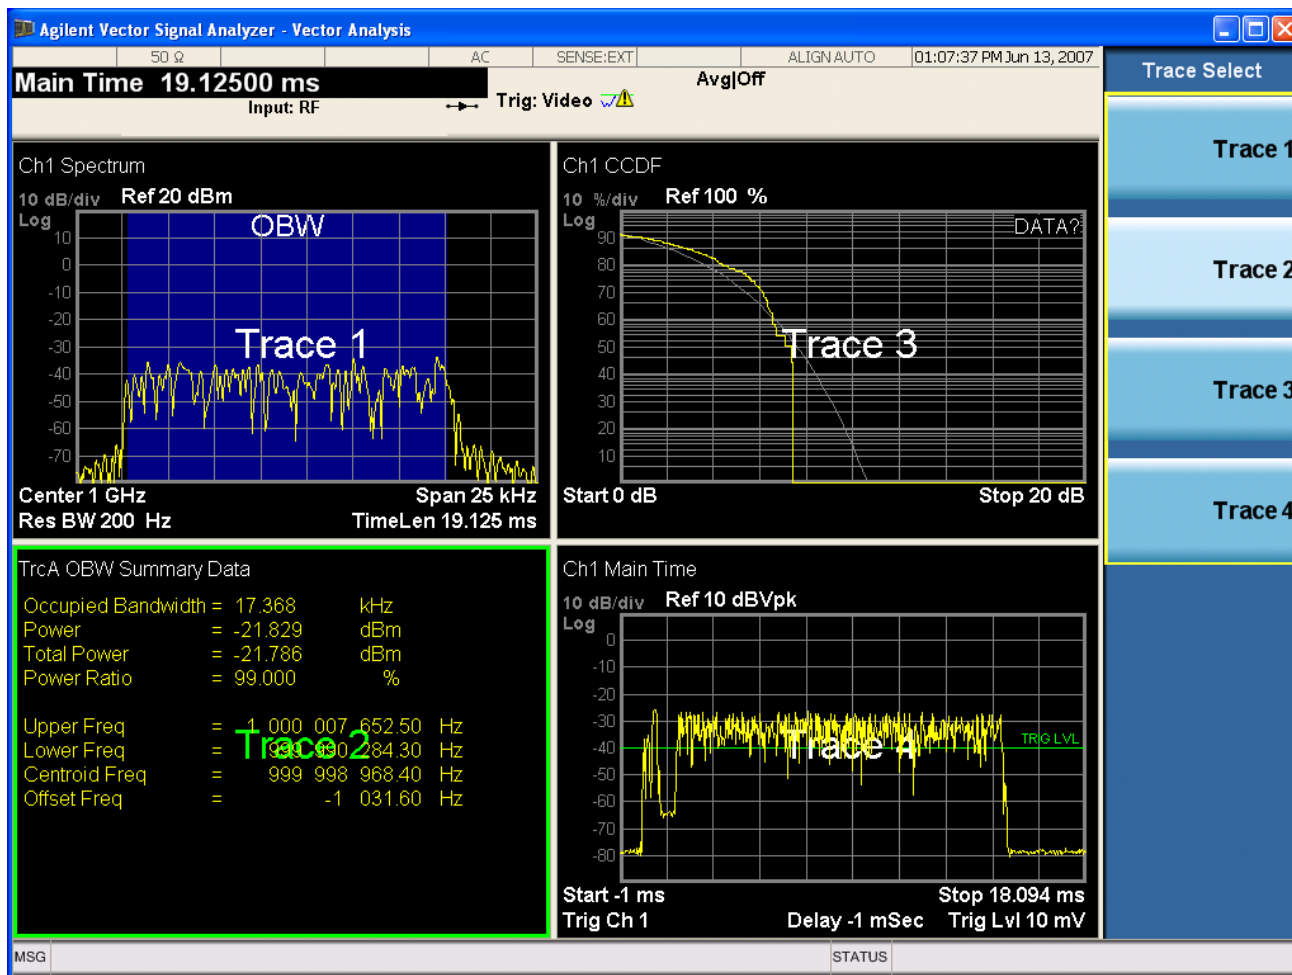 Agilent Vector Signal Analyzer - Vector Analysis
50 Ω AC SENSE:EXT ALIGN AUTO 01:07:37 PM Jun 13, 2007
Main Time 19.12500 ms
Avg|Off
Input: RF
Trig: Video
Trace Select
Trace 1
Trace 2
Trace 3
Trace 4
Ch1 Spectrum
10 dB/div Ref 20 dBm
Log
OBW
10
0
-10
-20
-30
-40
-50
-60
-70
Trace 1
Center 1 GHz Span 25 kHz
Res BW 200 Hz TimeLen 19.125 ms
Ch1 CCDF
10 %/div Ref 100 %
Log
DATA?
90
80
70
60
50
40
30
20
10
Trace 3
Start 0 dB Stop 20 dB
TrcA OBW Summary Data
Occupied Bandwidth = 17.368 kHz
Power = -21.829 dBm
Total Power = -21.786 dBm
Power Ratio = 99.000 %
Upper Freq = 1 000 007 652.50 Hz
Lower Freq = 999 990 284.30 Hz
Centroid Freq = 999 998 968.40 Hz
Offset Freq = -1 031.60 Hz
Trace 2
Ch1 Main Time
10 dB/div Ref 10 dBVpk
Log
0
-10
-20
-30
-40
-50
-60
-70
-80
TRIG LVL
Trace 4
Start -1 ms Stop 18.094 ms
Trig Ch 1 Delay -1 mSec Trig Lvl 10 mV
MSG STATUS